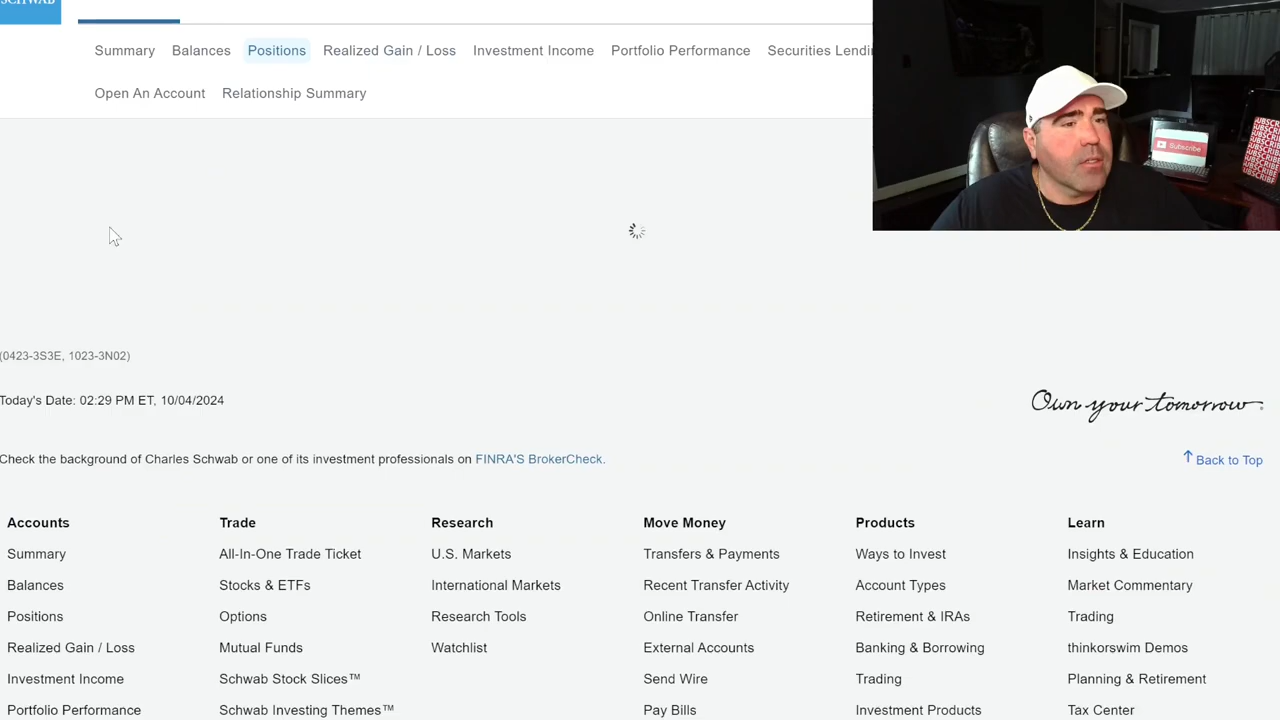 SCHWAB
Summary Balances Positions Realized Gain / Loss Investment Income Portfolio Performance Securities
Open An Account Relationship Summary
Subscribe
(0423-3S3E, 1023-3N02)
Today's Date: 02:29 PM ET, 10/04/2024
Own your tomorrow
Check the background of Charles Schwab or one of its investment professionals on FINRA'S BrokerCheck.
Back to Top
Accounts Trade Research Move Money Products Learn
Summary All-In-One Trade Ticket U.S. Markets Transfers & Payments Ways to Invest Insights & Education
Balances Stocks & ETFs International Markets Recent Transfer Activity Account Types Market Commentary
Positions Options Research Tools Online Transfer Retirement & IRAs Trading
Realized Gain / Loss Mutual Funds Watchlist External Accounts Banking & Borrowing thinkorswim Demos
Investment Income Schwab Stock Slices™ Send Wire Trading Planning & Retirement
Portfolio Performance Schwab Investing Themes™ Pay Bills Investment Products Tax Center